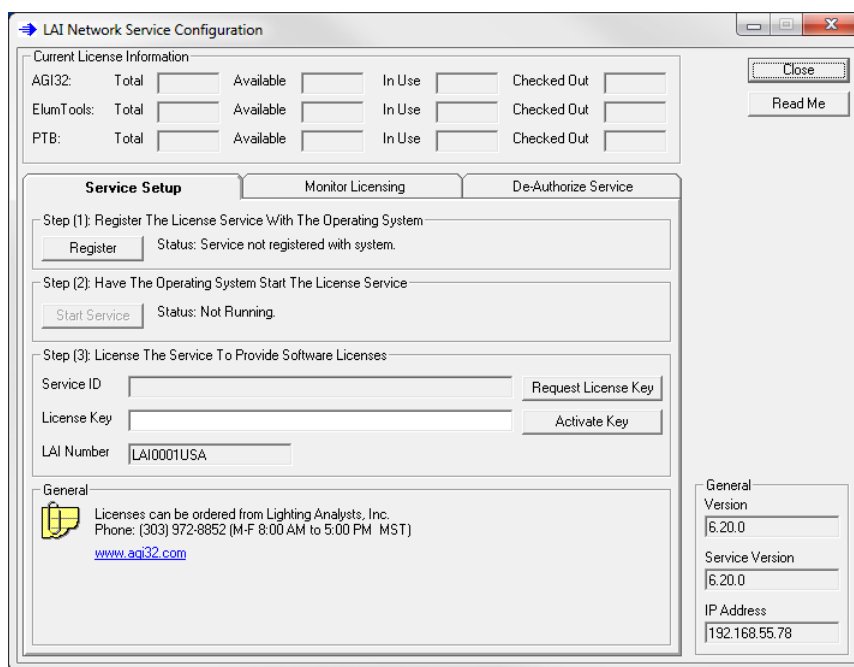 LAI Network Service Configuration
Current License Information
AGI32: Total Available In Use Checked Out
ElumTools: Total Available In Use Checked Out
PTB: Total Available In Use Checked Out
Close
Read Me
Service Setup
Monitor Licensing
De-Authorize Service
Step (1): Register The License Service With The Operating System
Register
Status: Service not registered with system.
Step (2): Have The Operating System Start The License Service
Start Service
Status: Not Running.
Step (3): License The Service To Provide Software Licenses
Service ID
Request License Key
License Key
Activate Key
LAI Number
LAI0001USA
General
Licenses can be ordered from Lighting Analysts, Inc.
Phone: (303) 972-8852 (M-F 8:00 AM to 5:00 PM MST)
www.agi32.com
General
Version
6.20.0
Service Version
6.20.0
IP Address
192.168.55.78